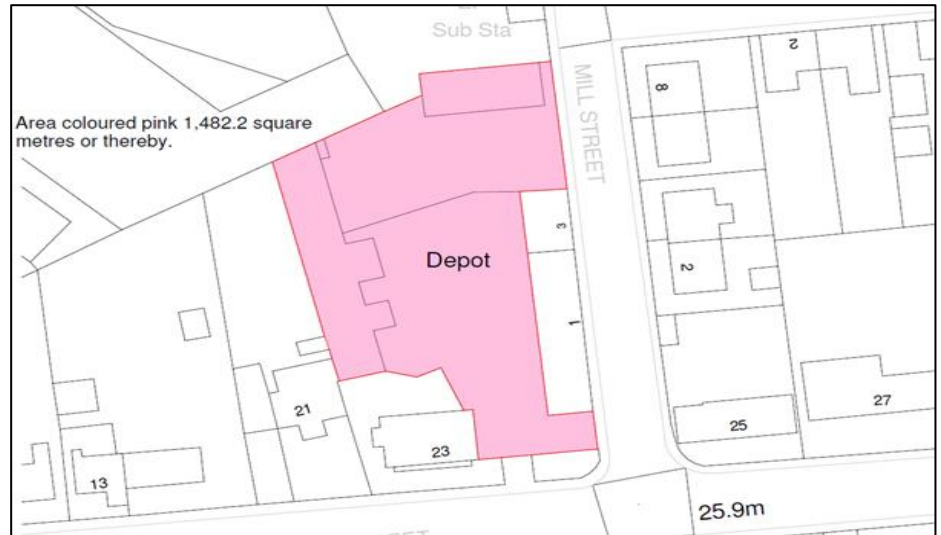 Sub Sta
MILL STREET
2
8
Area coloured pink 1,482.2 square
metres or thereby.
3
Depot
2
1
21
23
25
27
13
25.9m